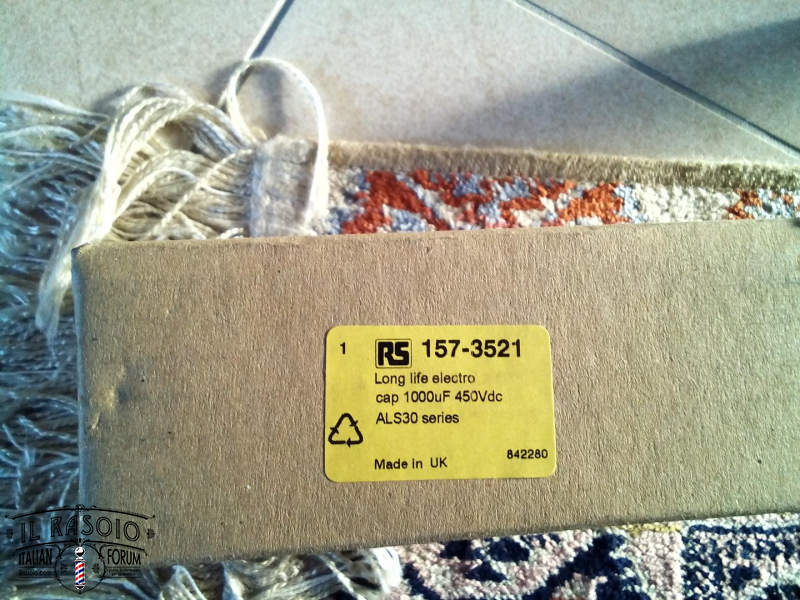 1 RS 157-3521
Long life electro
cap 1000uF 450Vdc
ALS30 series
Made in UK 842280
IL RASOIO
ITALIAN FORUM